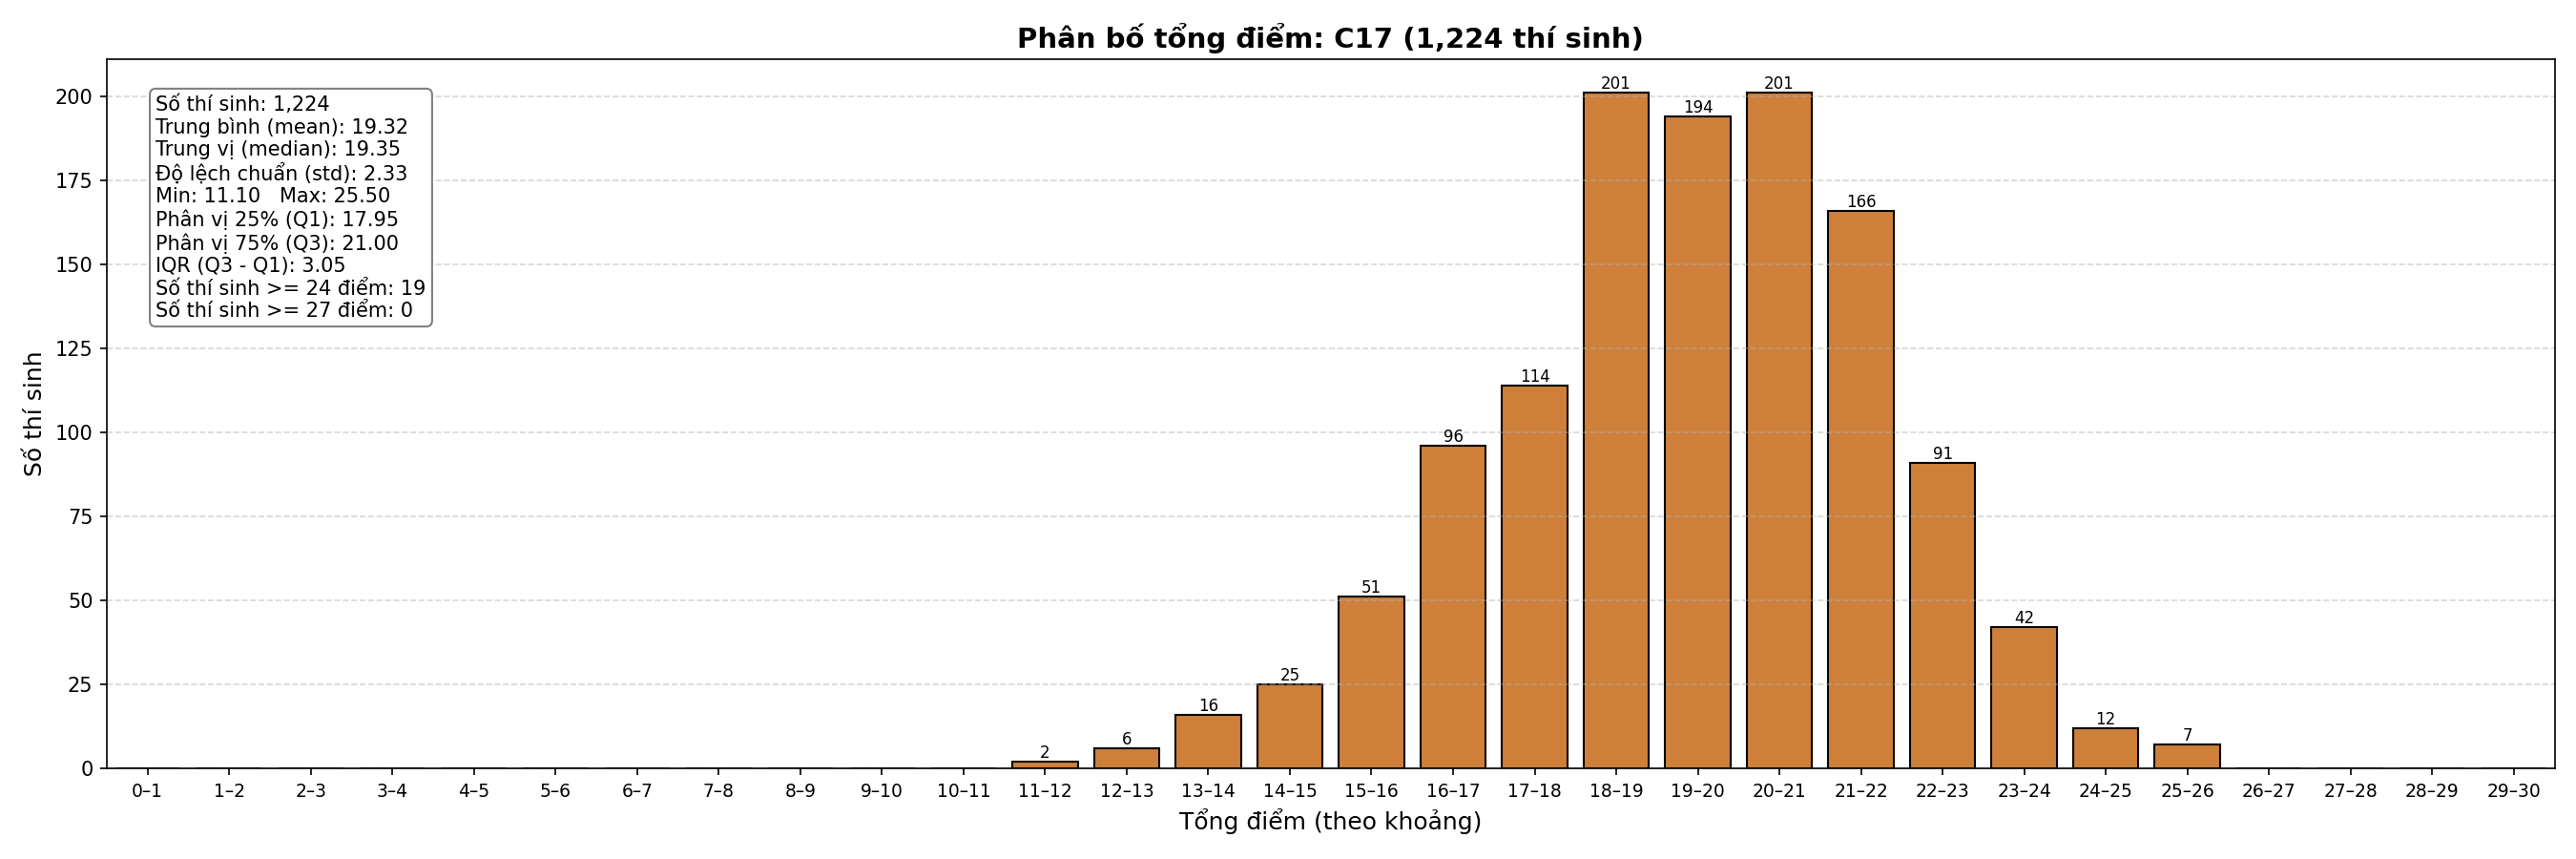 Phân bố tổng điểm: C17 (1,224 thí sinh)
Số thí sinh: 1,224
Trung bình (mean): 19.32
Trung vị (median): 19.35
Độ lệch chuẩn (std): 2.33
Min: 11.10   Max: 25.50
Phân vị 25% (Q1): 17.95
Phân vị 75% (Q3): 21.00
IQR (Q3 - Q1): 3.05
Số thí sinh >= 24 điểm: 19
Số thí sinh >= 27 điểm: 0
Số thí sinh
200
175
150
125
100
75
50
25
0
2
6
16
25
51
96
114
201
194
201
166
91
42
12
7
0–1 1–2 2–3 3–4 4–5 5–6 6–7 7–8 8–9 9–10 10–11 11–12 12–13 13–14 14–15 15–16 16–17 17–18 18–19 19–20 20–21 21–22 22–23 23–24 24–25 25–26 26–27 27–28 28–29 29–30
Tổng điểm (theo khoảng)